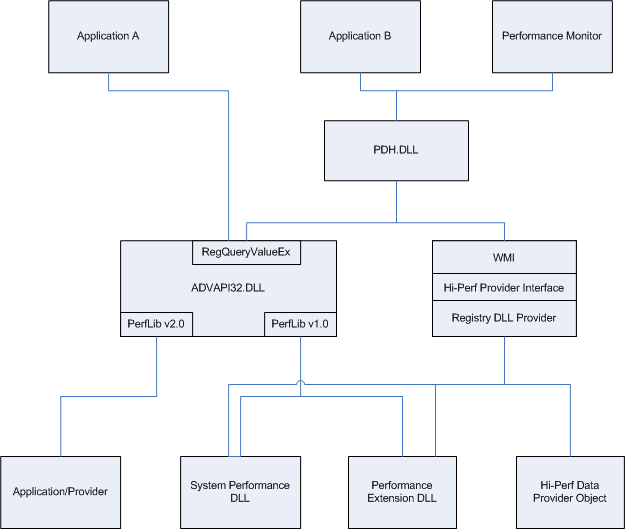 Application A
Application B
Performance Monitor
PDH.DLL
RegQueryValueEx
ADVAPI32.DLL
PerfLib v2.0
PerfLib v1.0
WMI
Hi-Perf Provider Interface
Registry DLL Provider
Application/Provider
System Performance
DLL
Performance
Extension DLL
Hi-Perf Data
Provider Object